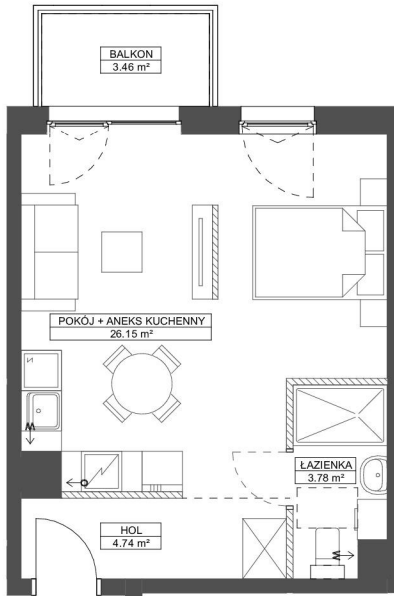 BALKON
3.46 m²
POKÓJ + ANEKS KUCHENNY
26.15 m²
ŁAZIENKA
3.78 m²
HOL
4.74 m²